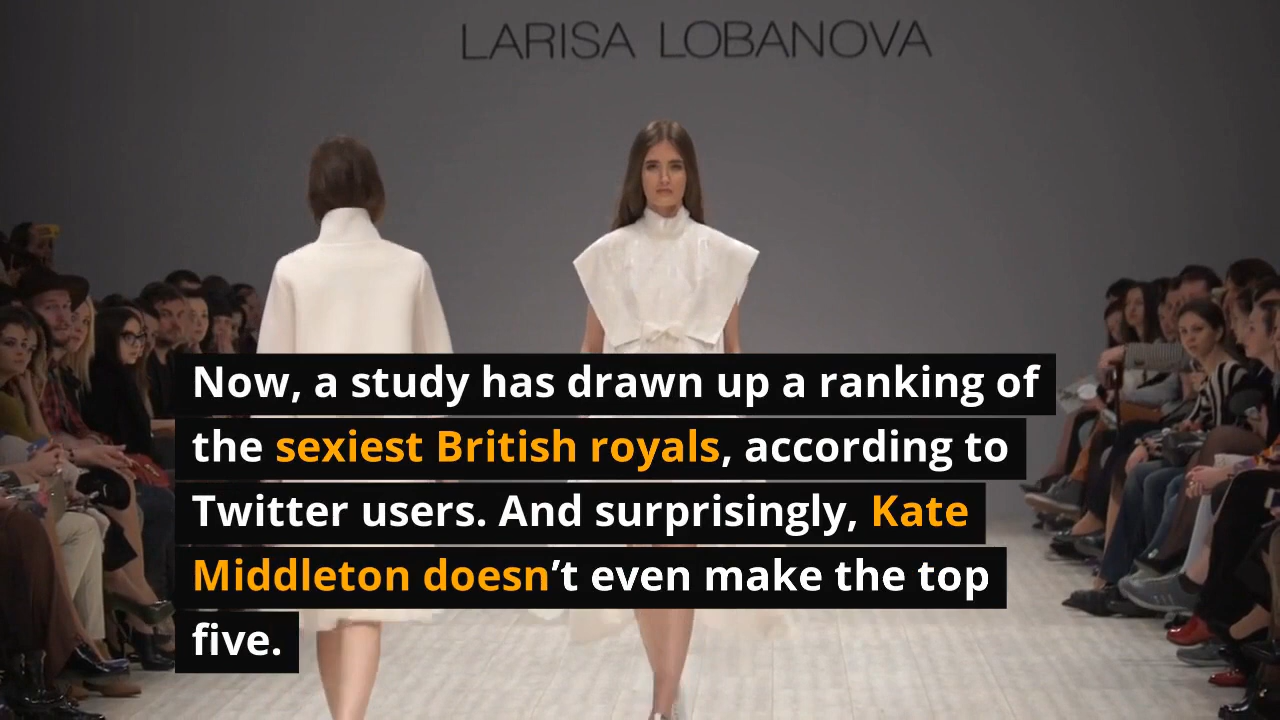 LARISA LOBANOVA
Now, a study has drawn up a ranking of
the sexiest British royals, according to
Twitter users. And surprisingly, Kate
Middleton doesn’t even make the top
five.